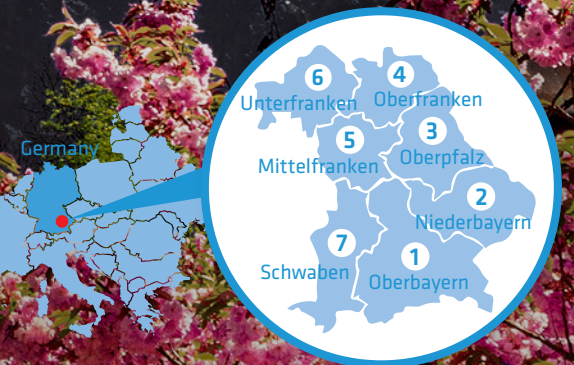 Germany
6
Unterfranken
4
Oberfranken
5
Mittelfranken
3
Oberpfalz
2
Niederbayern
7
Schwaben
1
Oberbayern